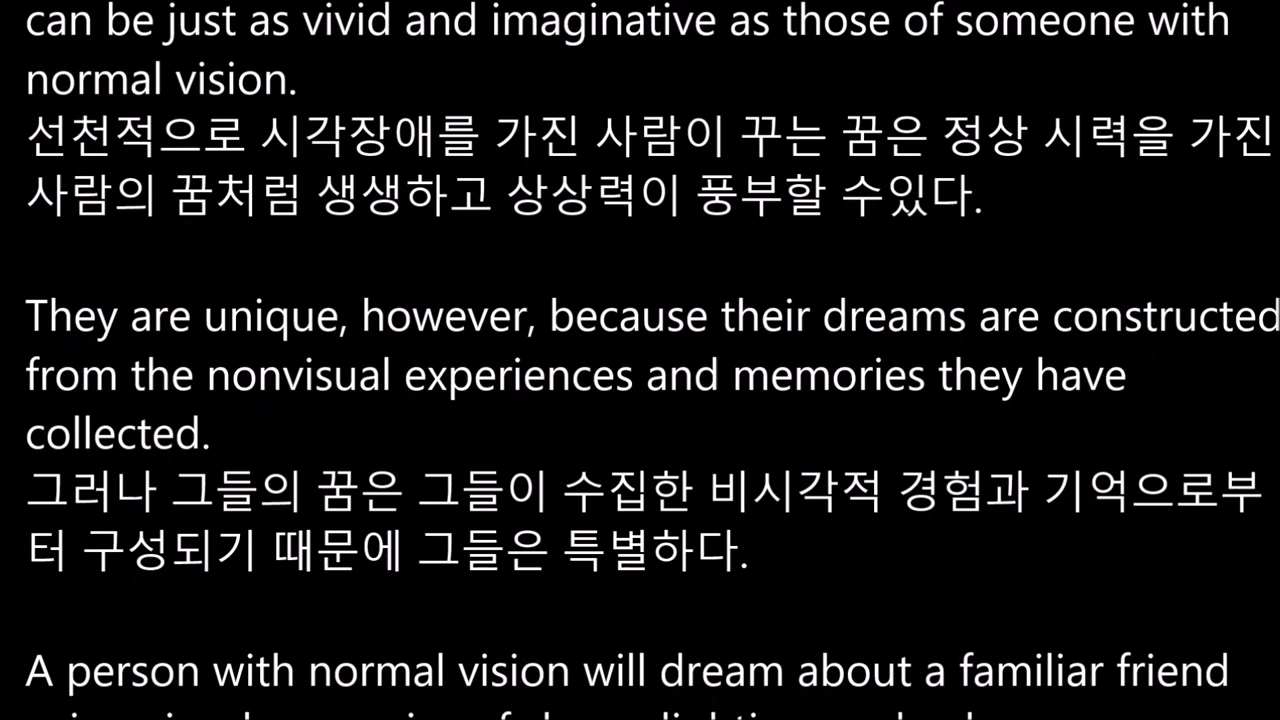 can be just as vivid and imaginative as those of someone with
normal vision.
선천적으로 시각장애를 가진 사람이 꾸는 꿈은 정상 시력을 가진
사람의 꿈처럼 생생하고 상상력이 풍부할 수있다.
They are unique, however, because their dreams are constructed
from the nonvisual experiences and memories they have
collected.
그러나 그들의 꿈은 그들이 수집한 비시각적 경험과 기억으로부
터 구성되기 때문에 그들은 특별하다.
A person with normal vision will dream about a familiar friend